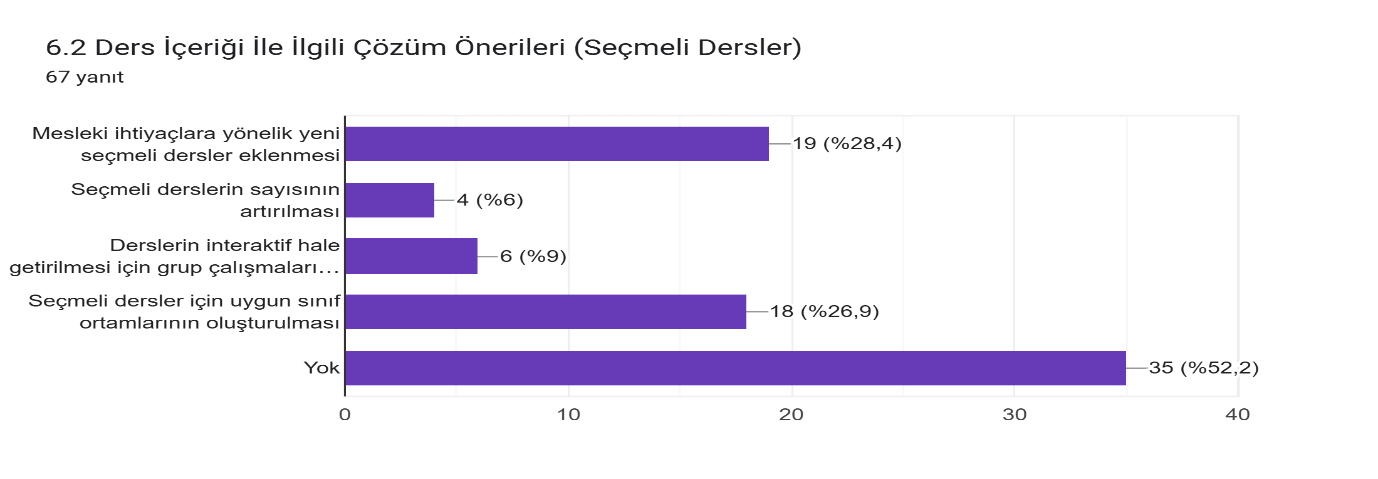 6.2 Ders İçeriği İle İlgili Çözüm Önerileri (Seçmeli Dersler)
67 yanıt
Mesleki ihtiyaçlara yönelik yeni
seçmeli dersler eklenmesi
19 (%28,4)
Seçmeli derslerin sayısının
artırılması
4 (%6)
Derslerin interaktif hale
getirilmesi için grup çalışmaları…
6 (%9)
Seçmeli dersler için uygun sınıf
ortamlarının oluşturulması
18 (%26,9)
Yok
35 (%52,2)
0 10 20 30 40